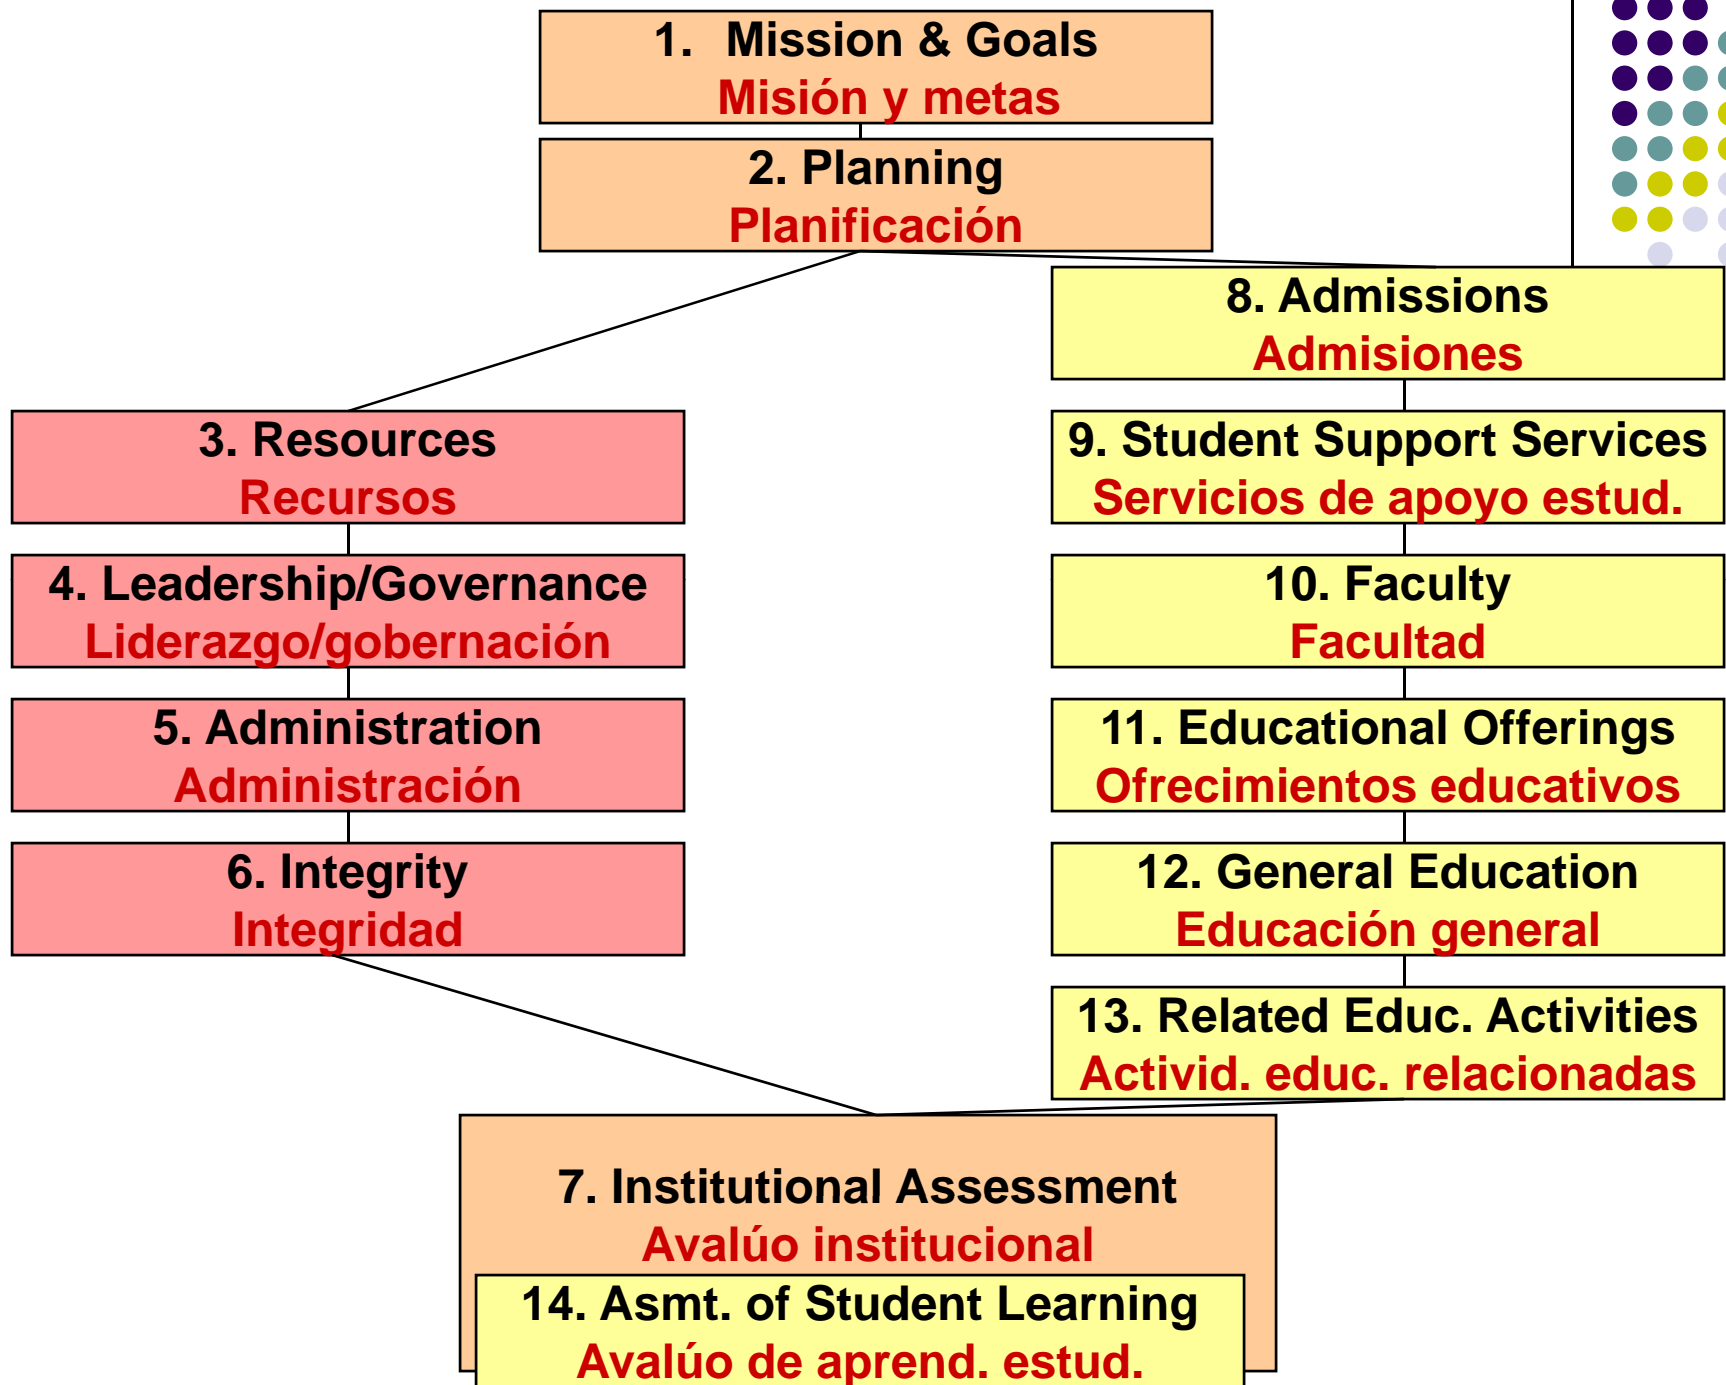 1. Mission & Goals
Misión y metas
2. Planning
Planificación
3. Resources
Recursos
4. Leadership/Governance
Liderazgo/gobernación
5. Administration
Administración
6. Integrity
Integridad
8. Admissions
Admisiones
9. Student Support Services
Servicios de apoyo estud.
10. Faculty
Facultad
11. Educational Offerings
Ofrecimientos educativos
12. General Education
Educación general
13. Related Educ. Activities
Activid. educ. relacionadas
7. Institutional Assessment
Avalúo institucional
14. Asmt. of Student Learning
Avalúo de aprend. estud.